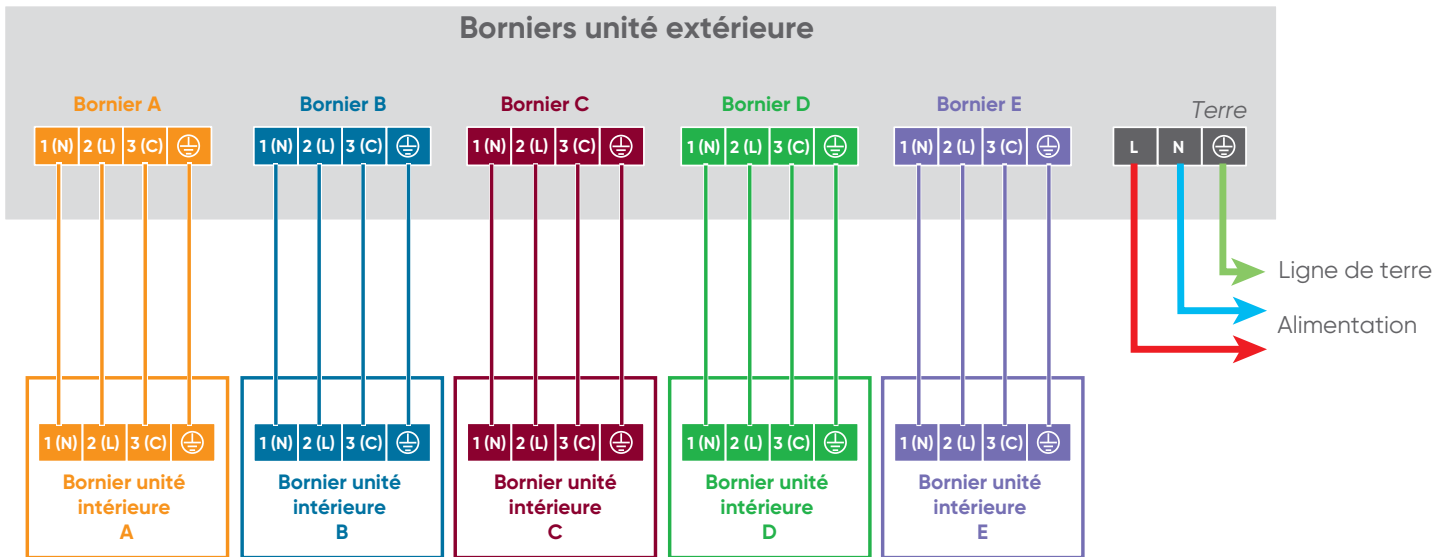 Borniers unité extérieure
Bornier A
Bornier B
Bornier C
Bornier D
Bornier E
Terre
1 (N) 2 (L) 3 (C)
1 (N) 2 (L) 3 (C)
1 (N) 2 (L) 3 (C)
1 (N) 2 (L) 3 (C)
1 (N) 2 (L) 3 (C)
L N
Ligne de terre
Alimentation
1 (N) 2 (L) 3 (C)
Bornier unité
intérieure
A
1 (N) 2 (L) 3 (C)
Bornier unité
intérieure
B
1 (N) 2 (L) 3 (C)
Bornier unité
intérieure
C
1 (N) 2 (L) 3 (C)
Bornier unité
intérieure
D
1 (N) 2 (L) 3 (C)
Bornier unité
intérieure
E